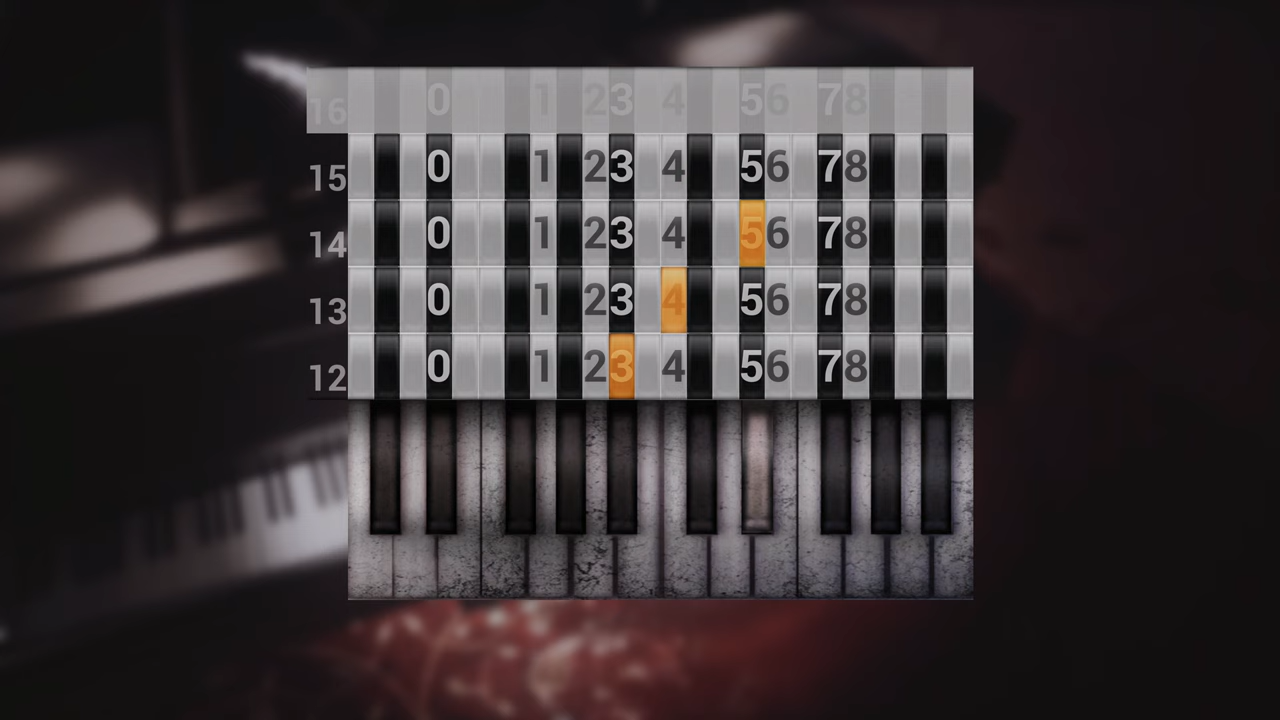 16 0 1 2 3 4 5 6 7 8
15 0 1 2 3 4 5 6 7 8
14 0 1 2 3 4 5 6 7 8
13 0 1 2 3 4 5 6 7 8
12 0 1 2 3 4 5 6 7 8